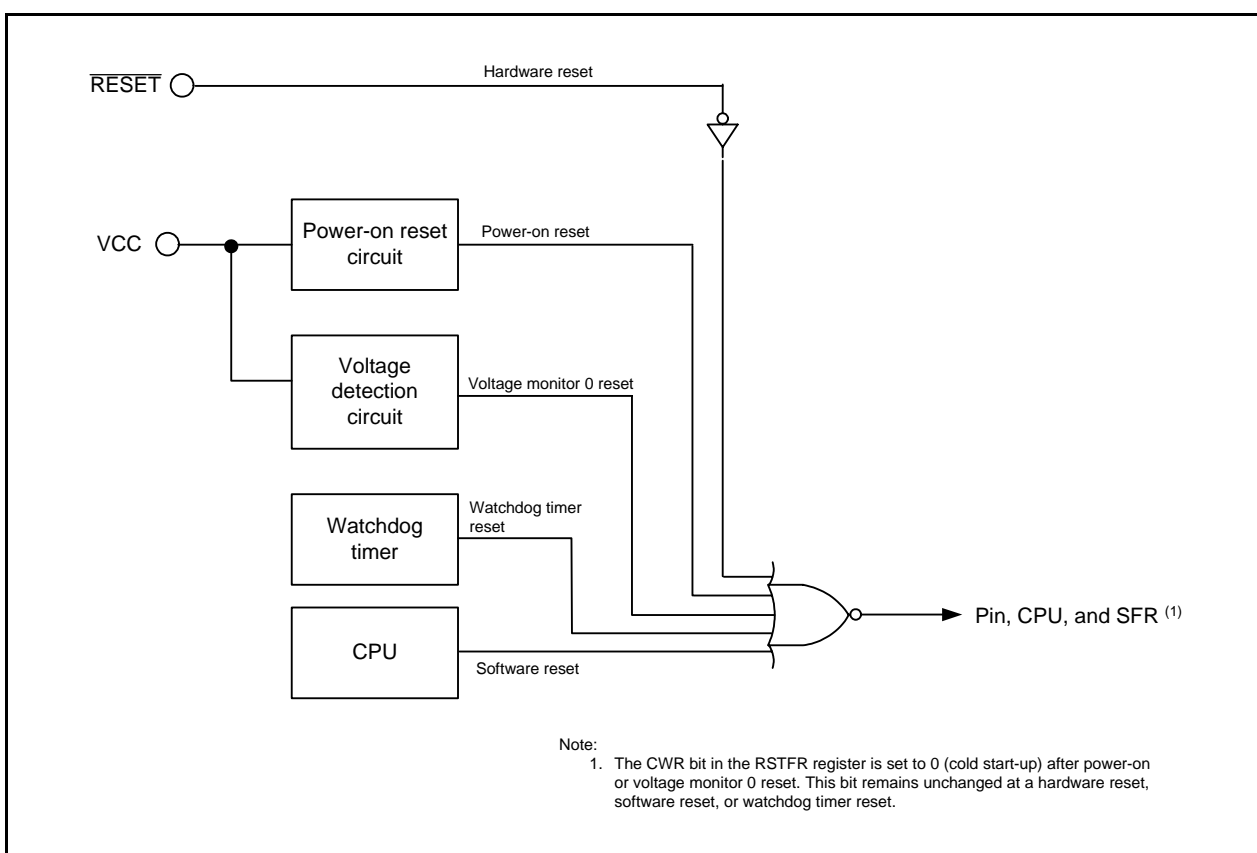 RESET
Hardware reset
VCC
Power-on reset
circuit
Power-on reset
Voltage
detection
circuit
Voltage monitor 0 reset
Watchdog
timer
Watchdog timer
reset
CPU
Software reset
Pin, CPU, and SFR (1)
Note:
1. The CWR bit in the RSTFR register is set to 0 (cold start-up) after power-on
or voltage monitor 0 reset. This bit remains unchanged at a hardware reset,
software reset, or watchdog timer reset.